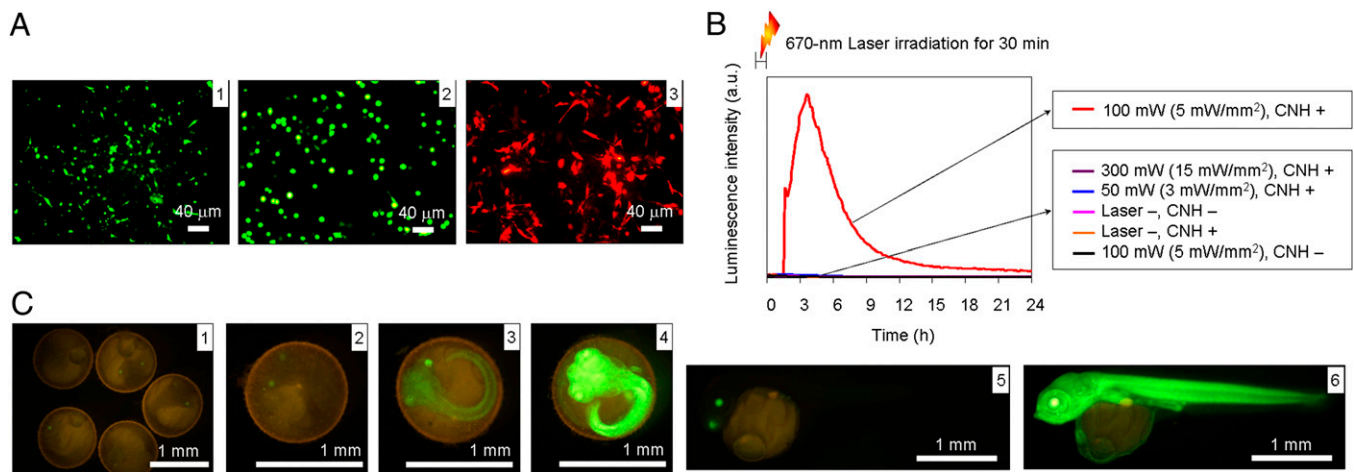 A
1
2
3
40 μm
40 μm
40 μm
B
670-nm Laser irradiation for 30 min
Luminescence intensity (a.u.)
0 3 6 9 12 15 18 21 24
Time (h)
100 mW (5 mW/mm²), CNH +
300 mW (15 mW/mm²), CNH +
50 mW (3 mW/mm²), CNH +
Laser –, CNH –
Laser –, CNH +
100 mW (5 mW/mm²), CNH –
C
1
2
3
4
5
6
1 mm
1 mm
1 mm
1 mm
1 mm
1 mm